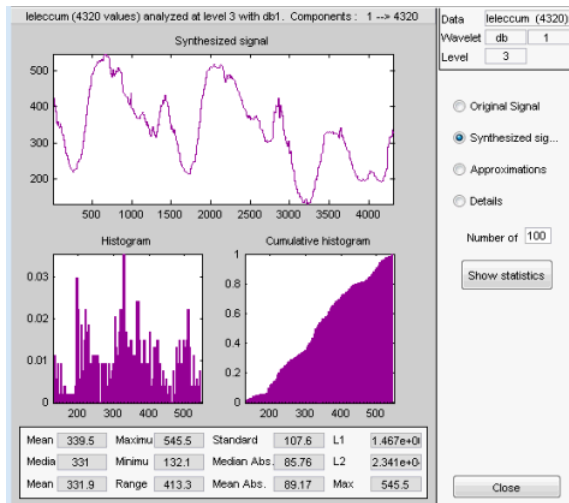 leleccum (4320 values) analyzed at level 3 with db1. Components : 1 --> 4320
Data leleccum (4320)
Wavelet db 1
Level 3
Synthesized signal
500
400
300
200
500 1000 1500 2000 2500 3000 3500 4000
Original Signal
Synthesized sig...
Approximations
Details
Number of 100
Show statistics
Histogram Cumulative histogram
0.03
0.02
0.01
0
200 300 400 500
1
0.8
0.6
0.4
0.2
0
200 300 400 500
Mean 339.5 Maximu 545.5 Standard 107.6 L1 1.467e+0
Media 331 Minimu 132.1 Median Abs. 85.76 L2 2.341e+0
Mean 331.9 Range 413.3 Mean Abs. 89.17 Max 545.5
Close